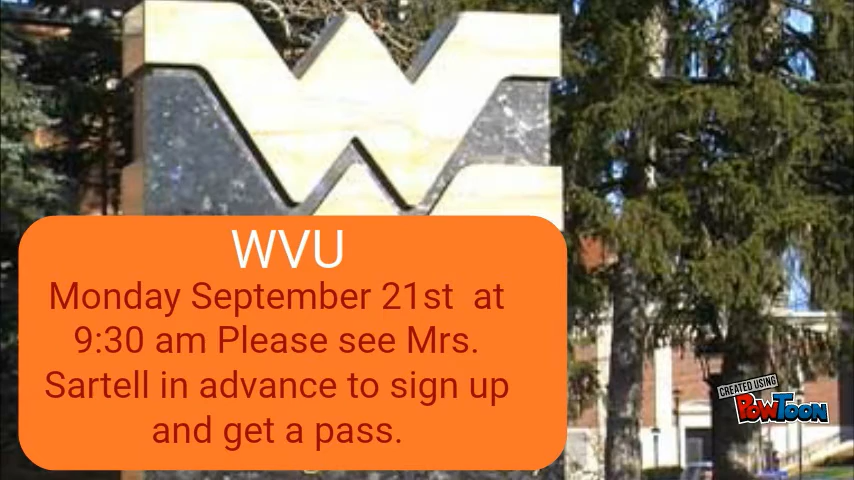 WVU
Monday September 21st  at
9:30 am Please see Mrs.
Sartell in advance to sign up
and get a pass.
CREATED USING
POWTOON